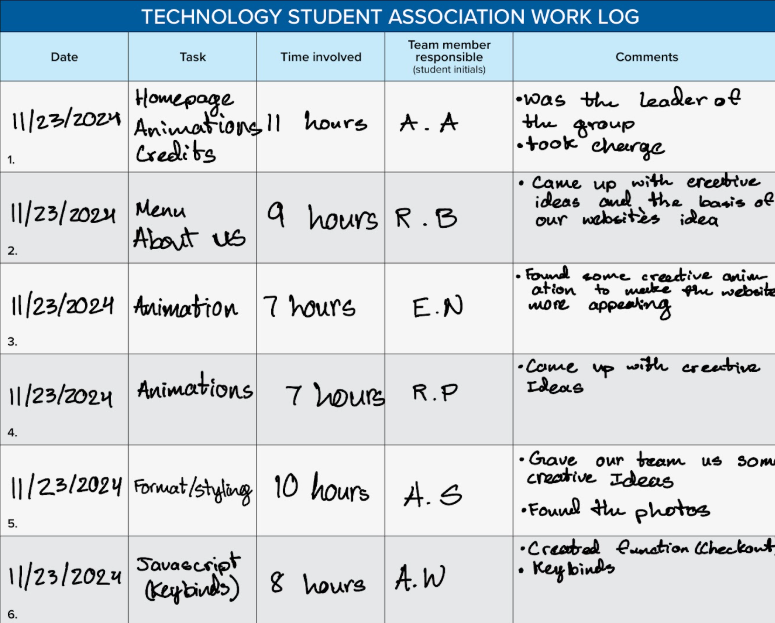 TECHNOLOGY STUDENT ASSOCIATION WORK LOG
Date Task Time involved Team member responsible (student initials) Comments
1. 11/23/2024 Homepage Animations Credits 11 hours A.A •Was the leader of the group •took charge
2. 11/23/2024 Menu About us 9 hours R.B • Came up with creative ideas and the basis of our websites idea
3. 11/23/2024 Animation 7 hours E.N •Found some creative animation to make the website more appealing
4. 11/23/2024 Animations 7 hours R.P •Came up with creative Ideas
5. 11/23/2024 Format/styling 10 hours A.S •Gave our team us som creative Ideas •Found the photos
6. 11/23/2024 Javascript (Keybinds) 8 hours A.W •Created function (Checkout) • Keybinds